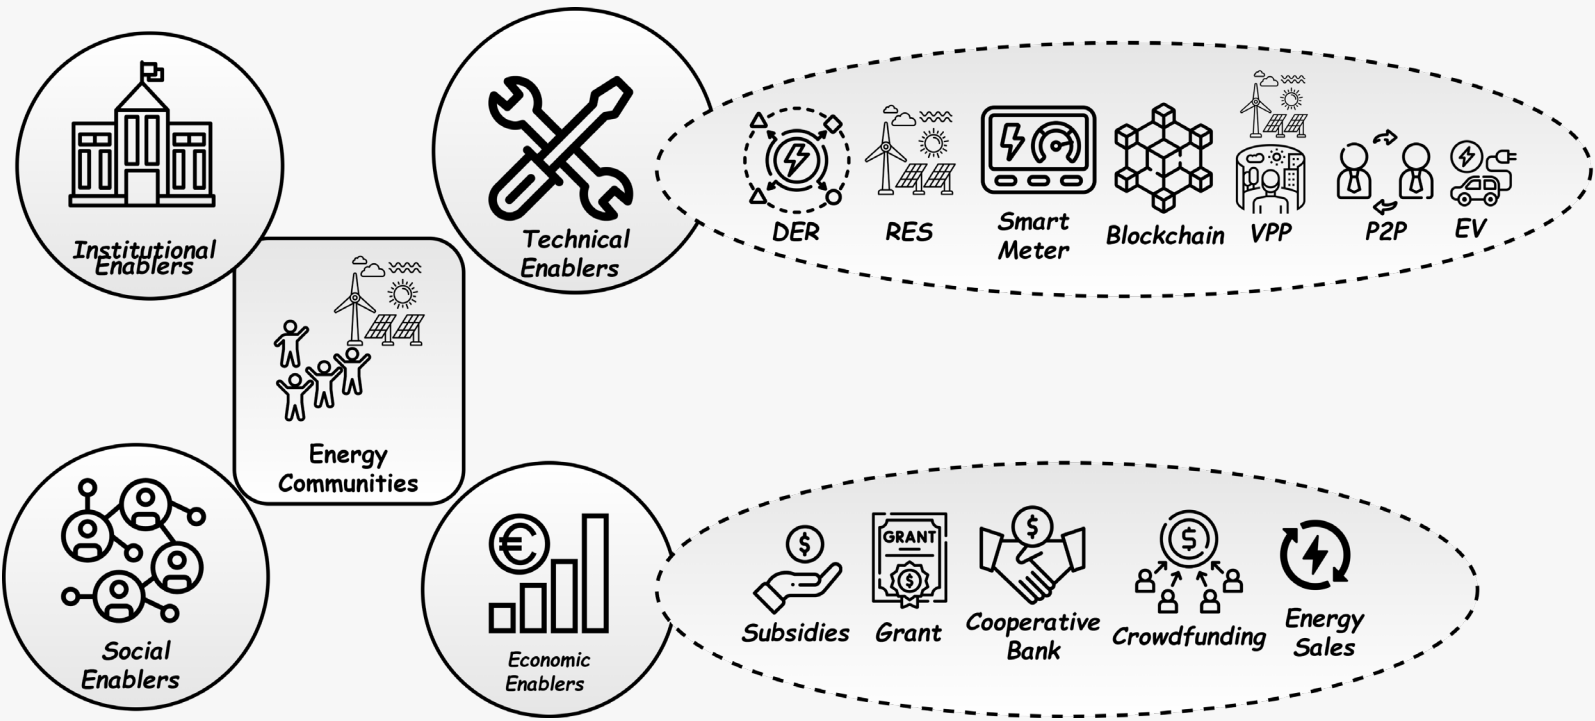 Institutional
Enablers
Technical
Enablers
DER
RES
Smart
Meter
Blockchain
VPP
P2P
EV
Energy
Communities
Social
Enablers
€
Economic
Enablers
$
Subsidies
GRANT
$
Grant
$
Cooperative
Bank
$
Crowdfunding
Energy
Sales